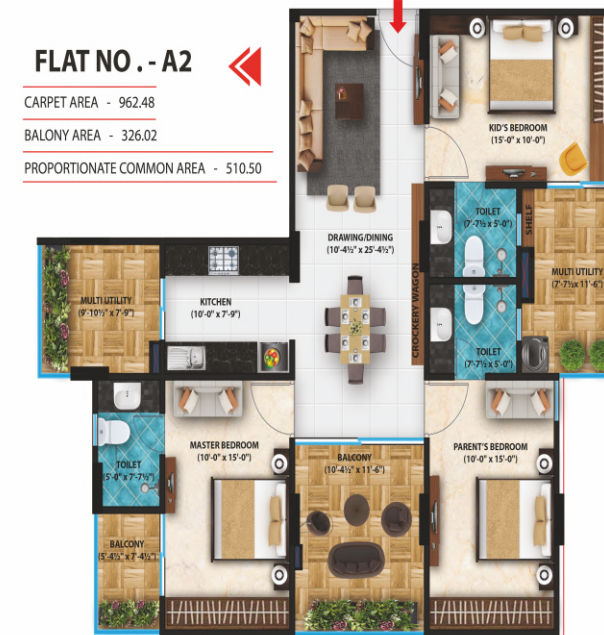 FLAT NO . - A2
CARPET AREA - 962.48
BALONY AREA - 326.02
PROPORTIONATE COMMON AREA - 510.50
KID'S BEDROOM
(15'-0" x 10'-0")
TOILET
(7'-7½ x 5'-0")
SHELF
DRAWING/DINING
(10'-4½" x 25'-4½")
MULTI UTILITY
(7'-7½x 11'-6")
CROCKERY WAGON
MULTI UTILITY
(9'-10½" x 7'-9")
KITCHEN
(10'-0" x 7'-9")
TOILET
(7'-7½ x 5'-0")
MASTER BEDROOM
(10'-0" x 15'-0")
BALCONY
(10'-4½" x 11'-6")
PARENT'S BEDROOM
(10'-0" x 15'-0")
TOILET
(5'-0" x 7'-7½")
BALCONY
(5'-4½" x 7'-4½")